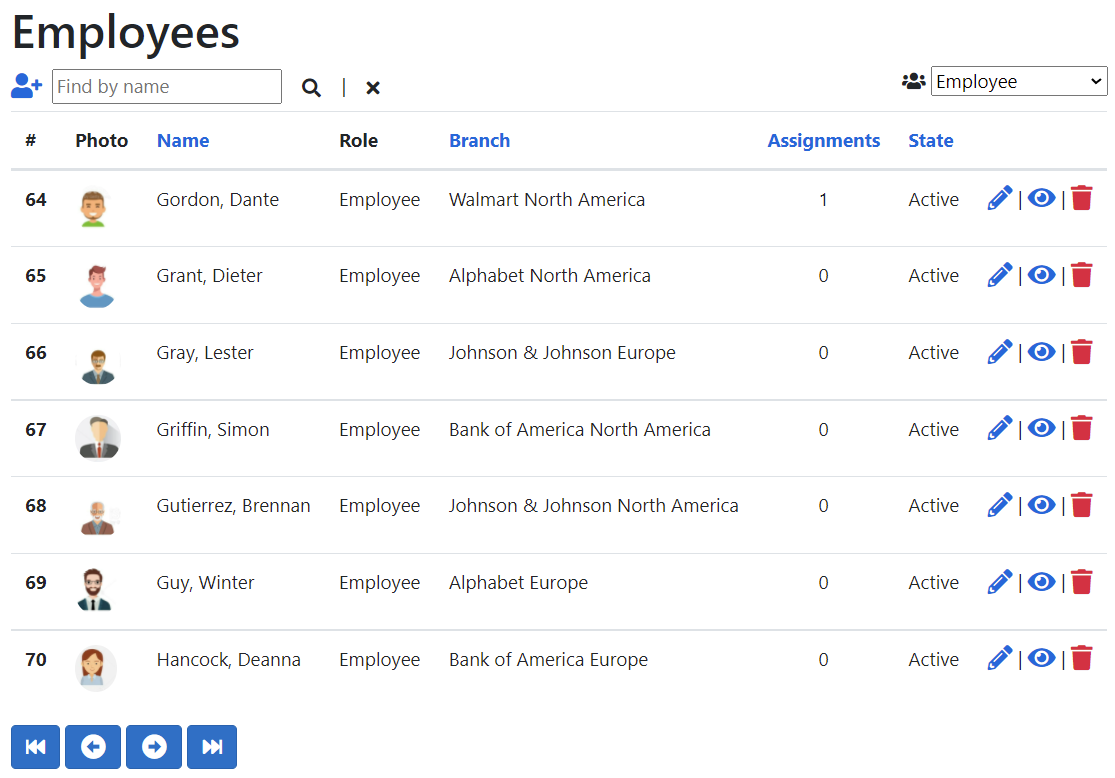 Employees
Find by name | Employee
# Photo Name Role Branch Assignments State
64 Gordon, Dante Employee Walmart North America 1 Active | |
65 Grant, Dieter Employee Alphabet North America 0 Active | |
66 Gray, Lester Employee Johnson & Johnson Europe 0 Active | |
67 Griffin, Simon Employee Bank of America North America 0 Active | |
68 Gutierrez, Brennan Employee Johnson & Johnson North America 0 Active | |
69 Guy, Winter Employee Alphabet Europe 0 Active | |
70 Hancock, Deanna Employee Bank of America Europe 0 Active | |